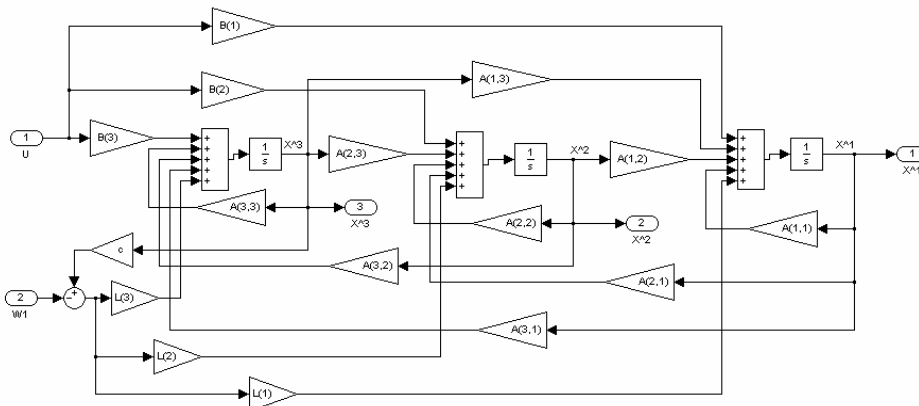 B(1)
A(1,3)
B(2)
1
U
B(3)
+
+
+
+
+
1
s
X^3
A(2,3)
+
+
+
+
+
1
s
X^2
A(1,2)
+
+
+
+
+
1
s
X^1
1
X^1
A(3,3)
3
X^3
A(2,2)
2
X^2
A(1,1)
c
A(3,2)
A(2,1)
2
W1
+
−
L(3)
A(3,1)
L(2)
L(1)